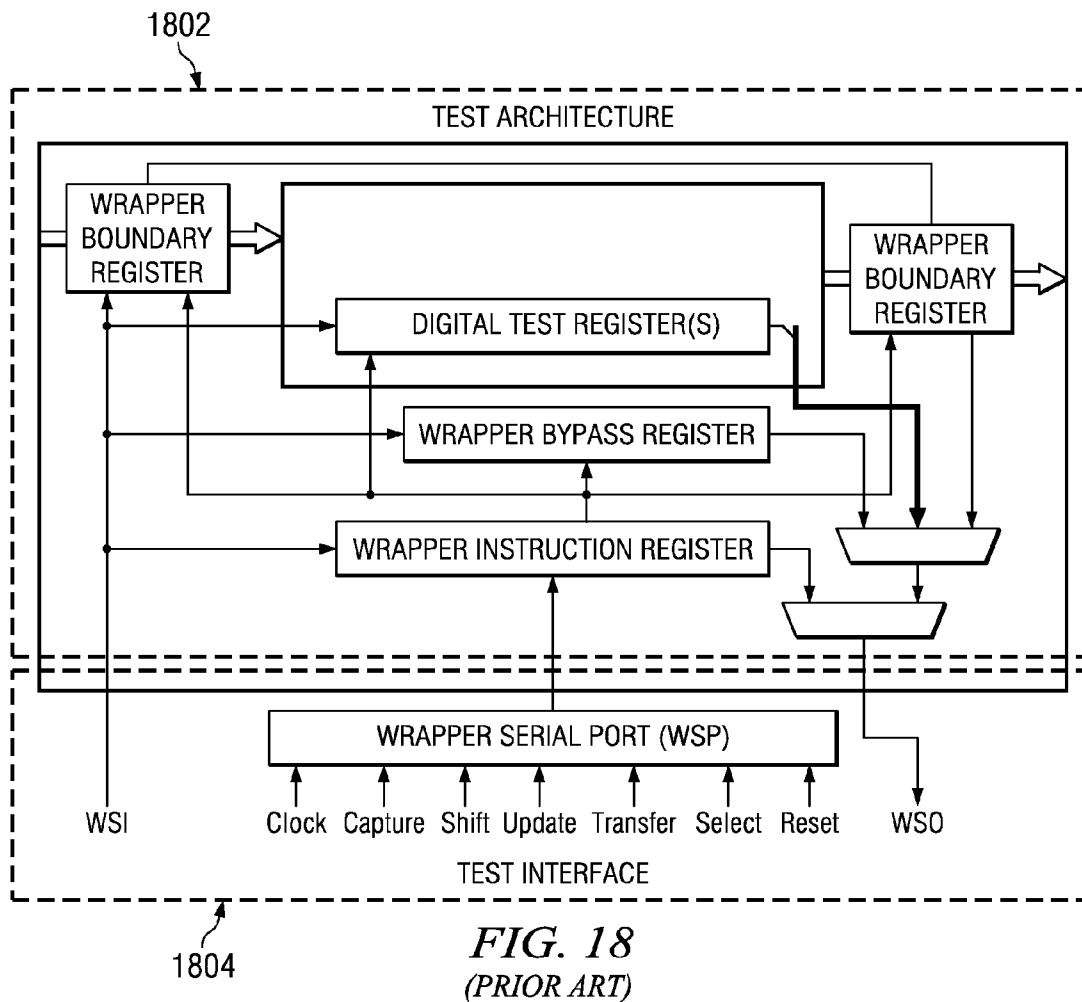 1802
TEST ARCHITECTURE
WRAPPER
BOUNDARY
REGISTER
WRAPPER
BOUNDARY
REGISTER
DIGITAL TEST REGISTER(S)
WRAPPER BYPASS REGISTER
WRAPPER INSTRUCTION REGISTER
WRAPPER SERIAL PORT (WSP)
WSI
Clock
Capture
Shift
Update
Transfer
Select
Reset
WSO
TEST INTERFACE
1804
FIG. 18
(PRIOR ART)